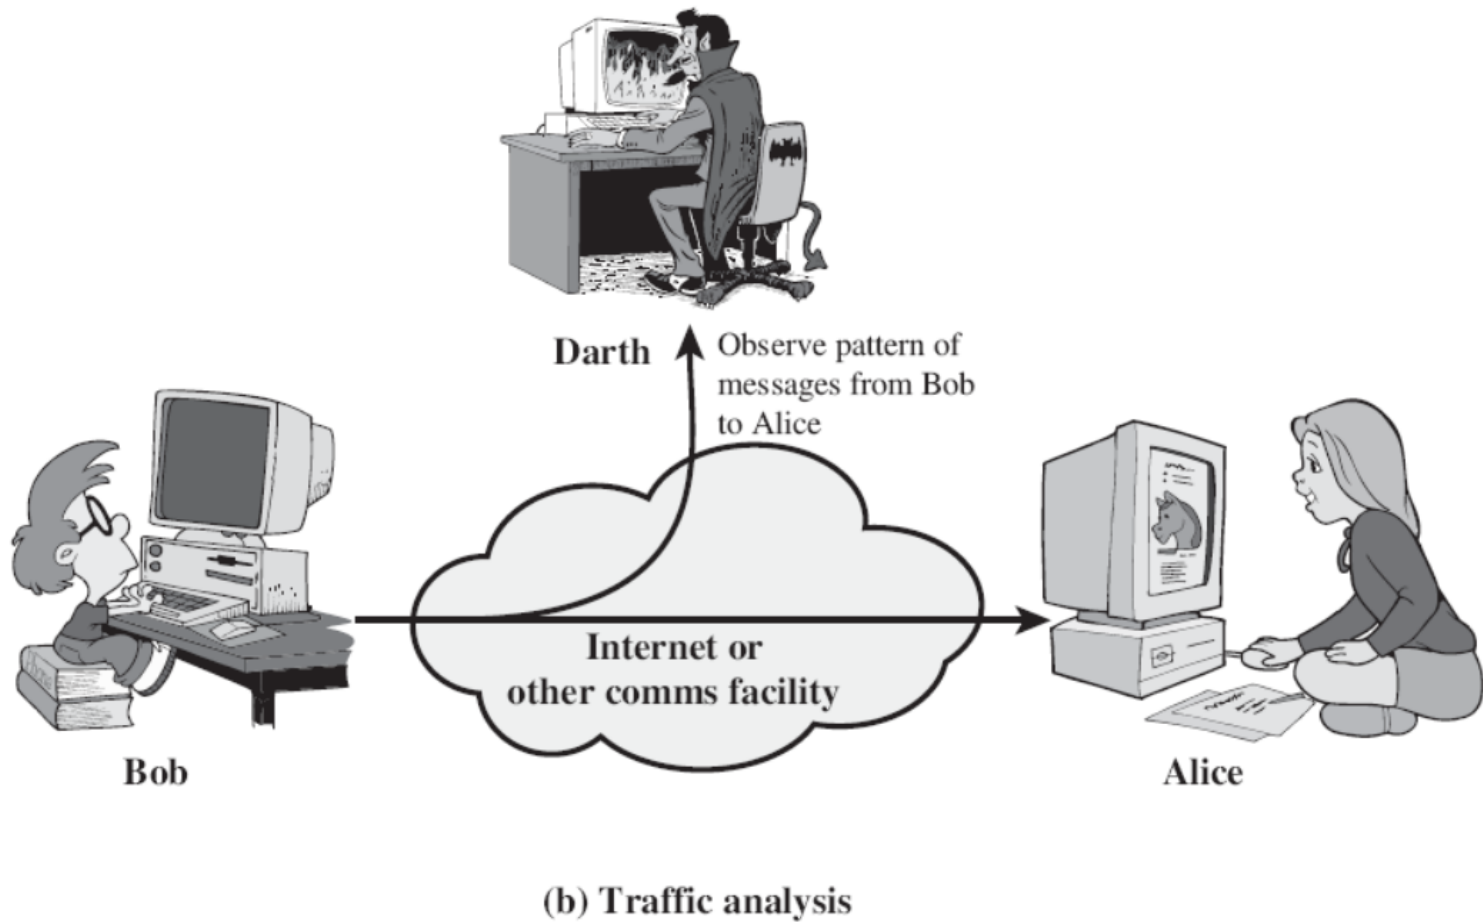 Darth
Observe pattern of
messages from Bob
to Alice
Internet or
other comms facility
Bob
Alice
(b) Traffic analysis